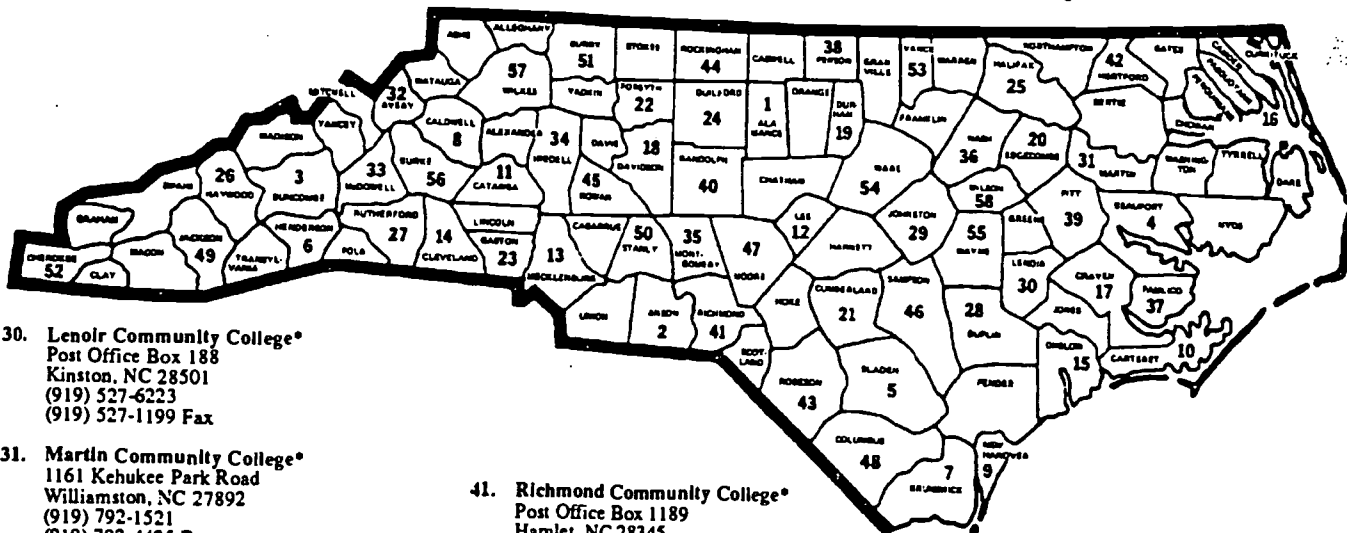 ASHE
ALLEGHANY
SURRY
51
STOKES
ROCKINGHAM
44
CASWELL
38
PERSON
GRANVILLE
VANCE
53
WARREN
NORTHAMPTON
HALIFAX
25
42
HERTFORD
GATES
CAMDEN
CURRITUCK
PASQUOTANK
PERQUIMANS
16
MITCHELL
32
AVERY
WATAUGA
57
WILKES
YADKIN
FORSYTH
22
GUILFORD
24
1
ALAMANCE
ORANGE
DURHAM
19
FRANKLIN
BERTIE
CHOWAN
MADISON
YANCEY
CALDWELL
8
ALEXANDER
34
IREDELL
DAVIE
18
DAVIDSON
RANDOLPH
40
CHATHAM
WAKE
54
NASH
36
20
EDGECOMBE
31
MARTIN
WASHINGTON
TYRRELL
DARE
SWAIN
26
HAYWOOD
3
BUNCOMBE
33
McDOWELL
BURKE
56
11
CATAWBA
45
ROWAN
LEE
12
JOHNSTON
29
WILSON
58
GREENE
PITT
39
BEAUFORT
4
HYDE
GRAHAM
CHEROKEE
52
CLAY
MACON
JACKSON
49
TRANSYLVANIA
HENDERSON
6
POLK
RUTHERFORD
27
14
CLEVELAND
LINCOLN
GASTON
23
13
MECKLENBURG
CABARRUS
50
STANLY
35
MONTGOMERY
47
MOORE
HARNETT
55
WAYNE
LENOIR
30
CRAVEN
17
PAMLICO
37
UNION
ANSON
2
RICHMOND
41
HOKE
CUMBERLAND
21
SAMPSON
46
28
DUPLIN
JONES
ONSLOW
15
CARTERET
10
SCOTLAND
ROBESON
43
BLADEN
5
PENDER
COLUMBUS
48
7
BRUNSWICK
NEW HANOVER
9
30. Lenoir Community College*
Post Office Box 188
Kinston, NC 28501
(919) 527-6223
(919) 527-1199 Fax
31. Martin Community College*
1161 Kehukee Park Road
Williamston, NC 27892
(919) 792-1521
41. Richmond Community College*
Post Office Box 1189
Hamlet, NC 28345